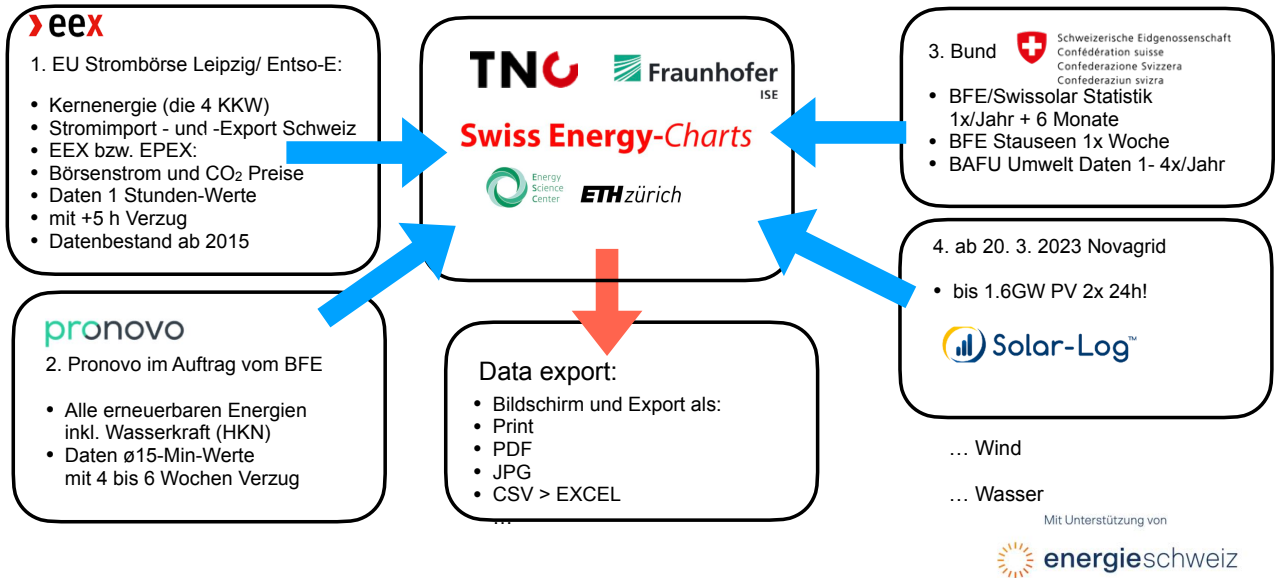 eex
1. EU Strombörse Leipzig/ Entso-E:
• Kernenergie (die 4 KKW)
• Stromimport - und -Export Schweiz
• EEX bzw. EPEX:
• Börsenstrom und CO₂ Preise
• Daten 1 Stunden-Werte
• mit +5 h Verzug
• Datenbestand ab 2015
pronovo
2. Pronovo im Auftrag vom BFE
• Alle erneuerbaren Energien
inkl. Wasserkraft (HKN)
• Daten ø15-Min-Werte
mit 4 bis 6 Wochen Verzug
TNC
Fraunhofer
ISE
Swiss Energy-Charts
Energy
Science
Center
ETH zürich
Data export:
• Bildschirm und Export als:
• Print
• PDF
• JPG
• CSV > EXCEL
…
3. Bund
Schweizerische Eidgenossenschaft
Confédération suisse
Confederazione Svizzera
Confederaziun svizra
• BFE/Swissolar Statistik
1x/Jahr + 6 Monate
• BFE Stauseen 1x Woche
• BAFU Umwelt Daten 1- 4x/Jahr
4. ab 20. 3. 2023 Novagrid
• bis 1.6GW PV 2x 24h!
Solar-Log™
… Wind
… Wasser
Mit Unterstützung von
energieschweiz